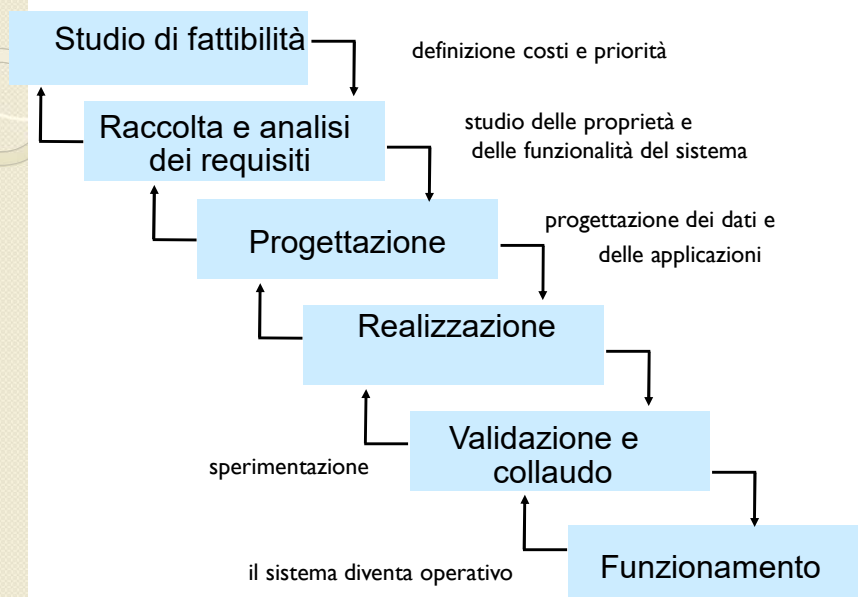 Studio di fattibilità
definizione costi e priorità
Raccolta e analisi
dei requisiti
studio delle proprietà e
delle funzionalità del sistema
Progettazione
progettazione dei dati e
delle applicazioni
Realizzazione
Validazione e
collaudo
sperimentazione
Funzionamento
il sistema diventa operativo